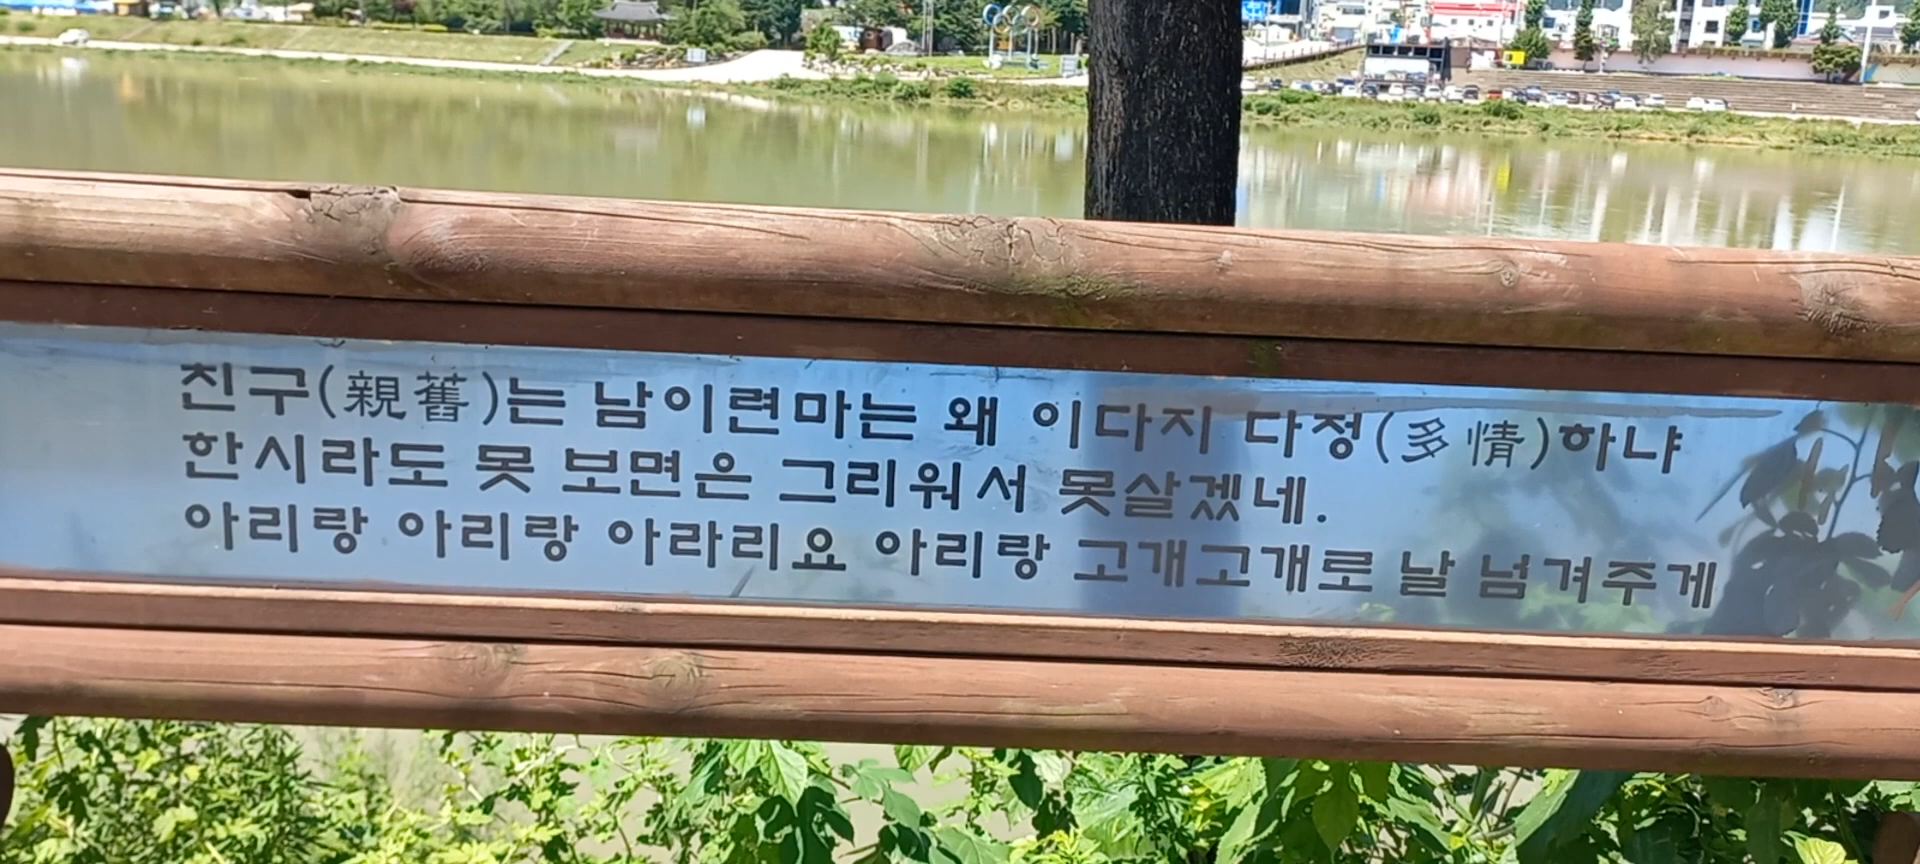 친구(親舊)는 남이련마는 왜 이다지 다정(多情)하냐
한시라도 못 보면은 그리워서 못살겠네.
아리랑 아리랑 아라리요 아리랑 고개고개로 날 넘겨주게